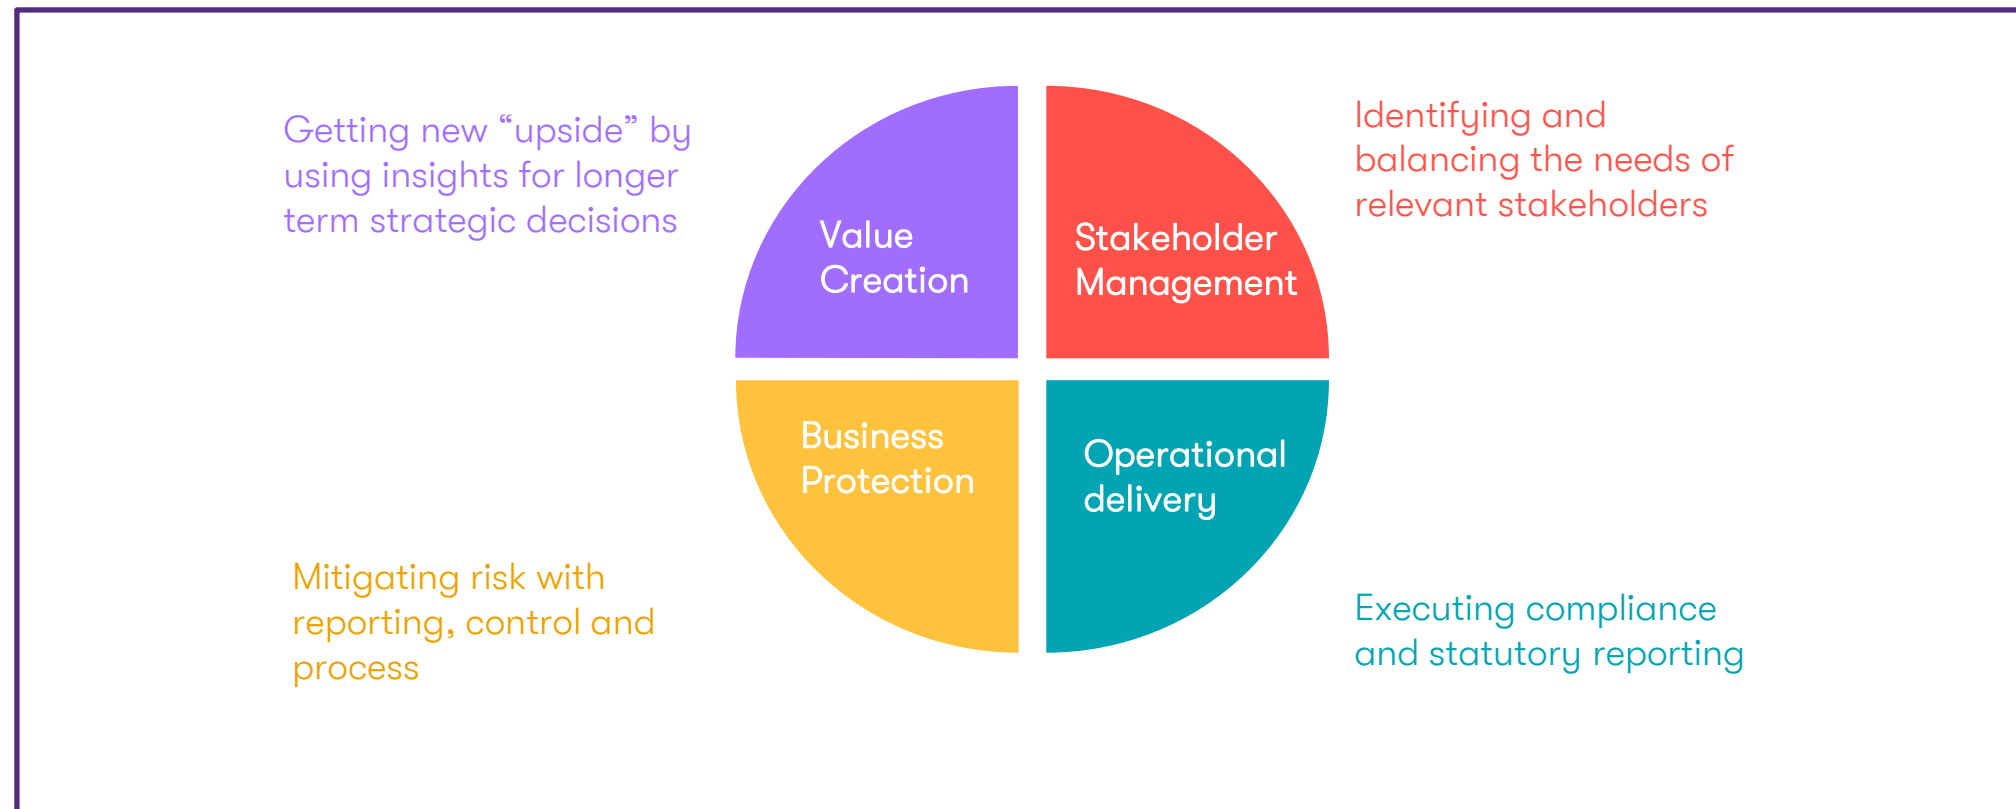 Getting new “upside” by
using insights for longer
term strategic decisions
Value
Creation
Stakeholder
Management
Identifying and
balancing the needs of
relevant stakeholders
Mitigating risk with
reporting, control and
process
Business
Protection
Operational
delivery
Executing compliance
and statutory reporting